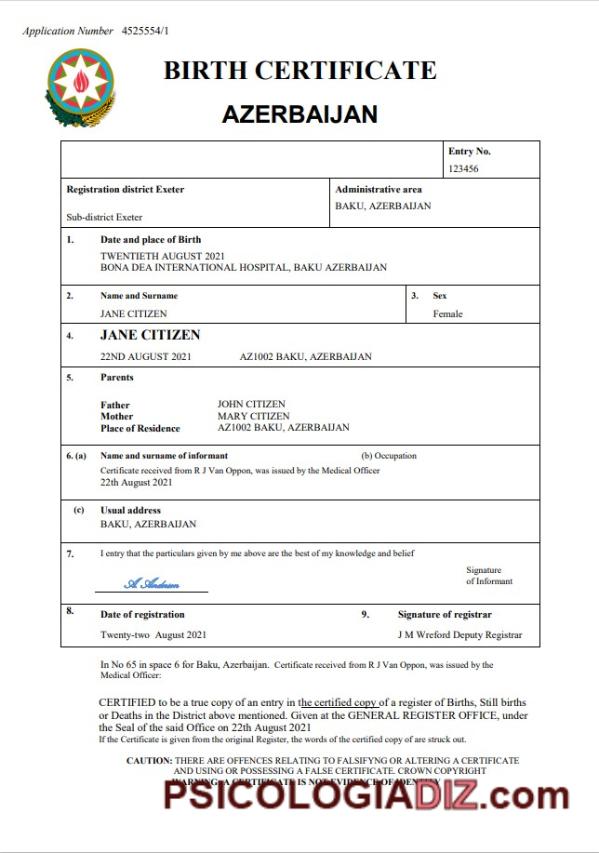 Application Number 4525554/1
BIRTH CERTIFICATE
AZERBAIJAN
Entry No.
123456
Registration district Exeter
Sub-district Exeter
Administrative area
BAKU, AZERBAIJAN
1. Date and place of Birth
TWENTIETH AUGUST 2021
BONA DEA INTERNATIONAL HOSPITAL, BAKU AZERBAIJAN
2. Name and Surname
JANE CITIZEN
3. Sex
Female
4. JANE CITIZEN
22ND AUGUST 2021 AZ1002 BAKU, AZERBAIJAN
5. Parents
Father JOHN CITIZEN
Mother MARY CITIZEN
Place of Residence AZ1002 BAKU, AZERBAIJAN
6. (a) Name and surname of informant (b) Occupation
Certificate received from R J Van Oppon, was issued by the Medical Officer
22th August 2021
(c) Usual address
BAKU, AZERBAIJAN
7. I entry that the particulars given by me above are the best of my knowledge and belief
Signature
of Informant
8. Date of registration
Twenty-two August 2021
9. Signature of registrar
J M Wreford Deputy Registrar
In No 65 in space 6 for Baku, Azerbaijan. Certificate received from R J Van Oppon, was issued by the
Medical Officer:
CERTIFIED to be a true copy of an entry in the certified copy of a register of Births, Still births
or Deaths in the District above mentioned. Given at the GENERAL REGISTER OFFICE, under
the Seal of the said Office on 22th August 2021
If the Certificate is given from the original Register, the words of the certified copy of are struck out.
CAUTION: THERE ARE OFFENCES RELATING TO FALSIFYNG OR ALTERING A CERTIFICATE
AND USING OR POSSESSING A FALSE CERTIFICATE. CROWN COPYRIGHT
WARNING: A CERTIFICATE IS NOT EVIDENCE OF IDENTITY
PSICOLOGIADIZ.com